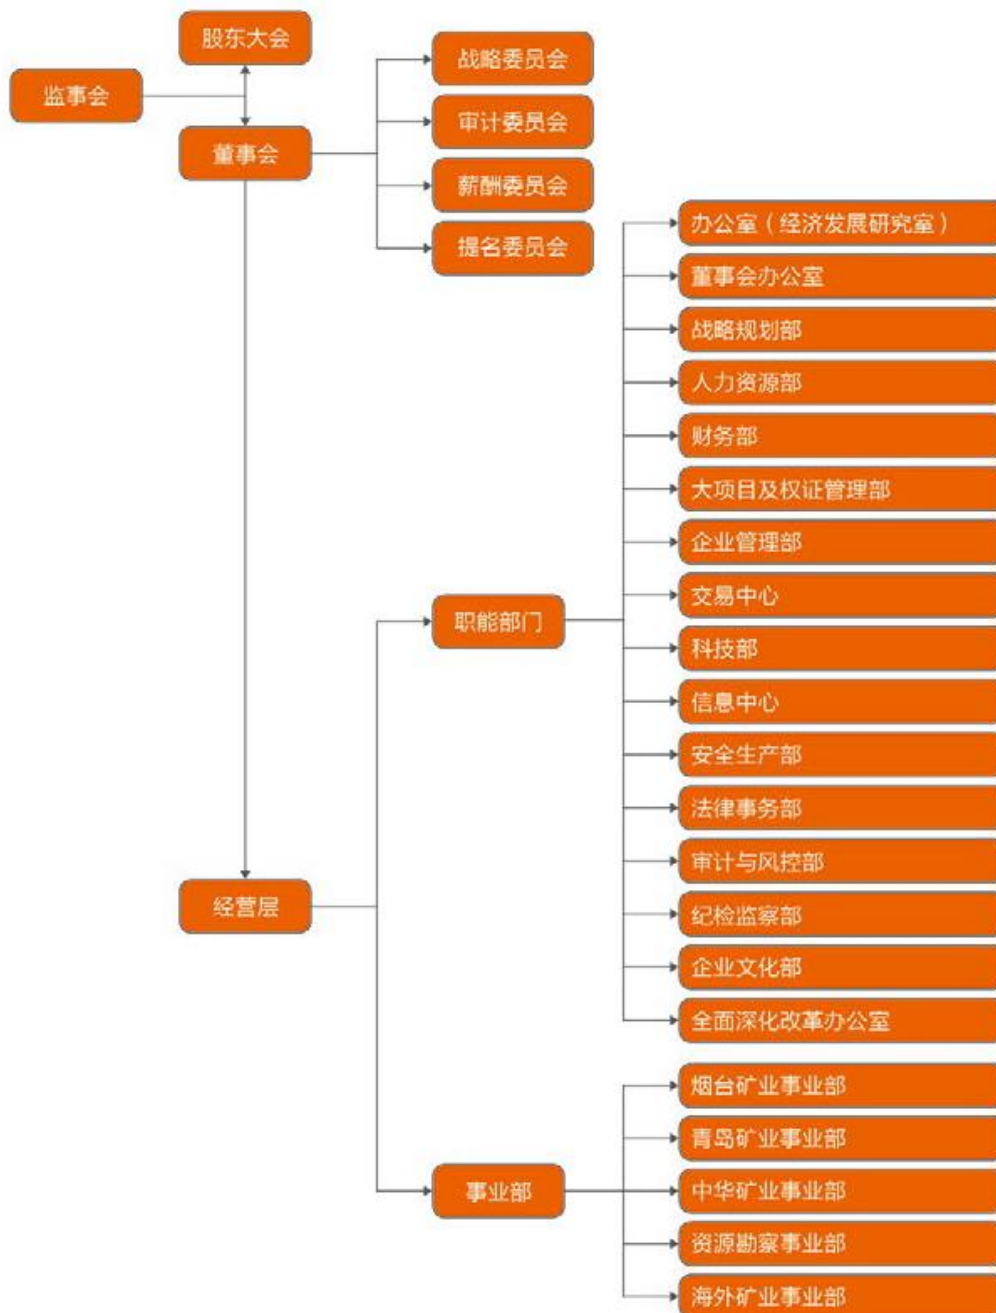 股东大会
监事会
董事会
战略委员会
审计委员会
薪酬委员会
提名委员会
经营层
职能部门
办公室（经济发展研究室）
董事会办公室
战略规划部
人力资源部
财务部
大项目及权证管理部
企业管理部
交易中心
科技部
信息中心
安全生产部
法律事务部
审计与风控部
纪检监察部
企业文化部
全面深化改革办公室
事业部
烟台矿业事业部
青岛矿业事业部
中华矿业事业部
资源勘察事业部
海外矿业事业部